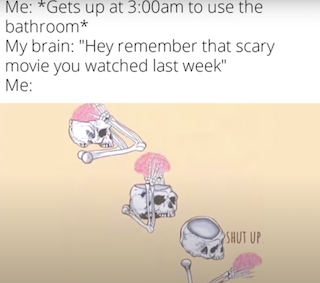 Me: *Gets up at 3:00am to use the
bathroom*
My brain: "Hey remember that scary
movie you watched last week"
Me:
SHUT UP